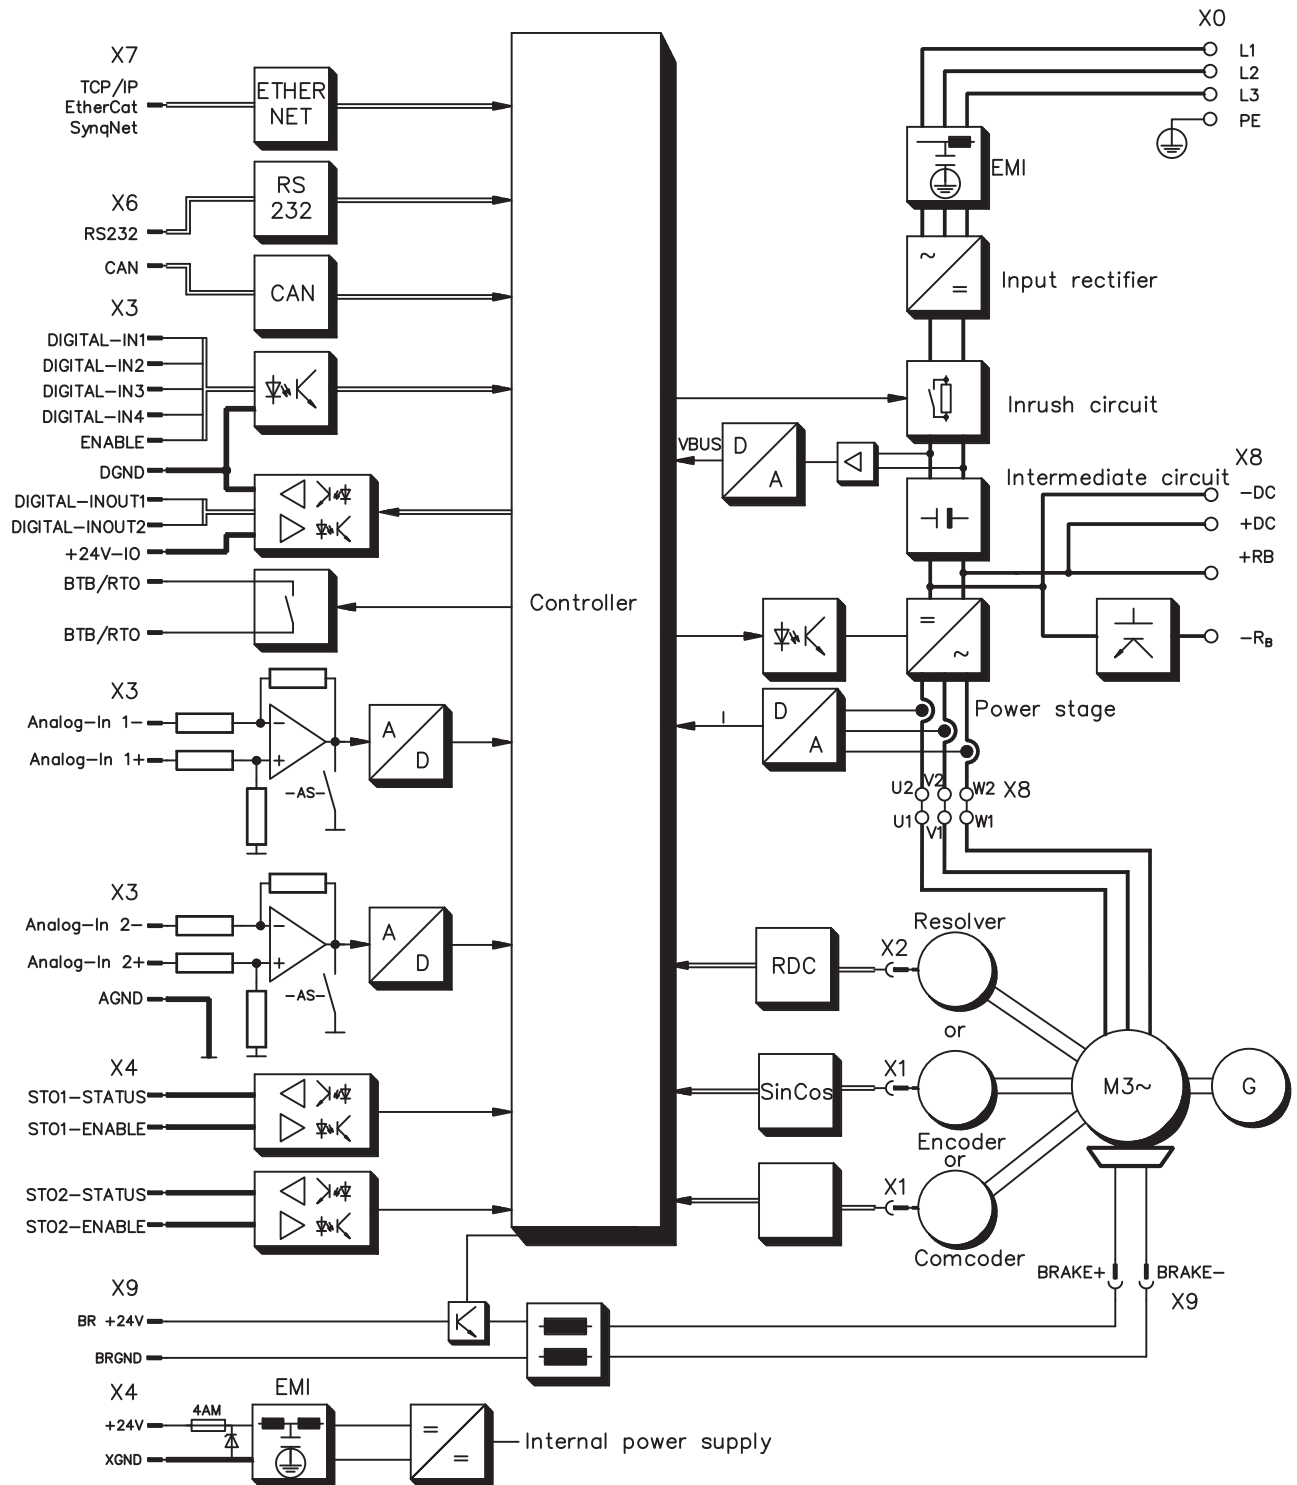 X7
TCP/IP
EtherCat
SynqNet
ETHER
NET
X6
RS232
RS
232
CAN
CAN
X3
DIGITAL-IN1
DIGITAL-IN2
DIGITAL-IN3
DIGITAL-IN4
ENABLE
DGND
DIGITAL-INOUT1
DIGITAL-INOUT2
+24V-IO
BTB/RTO
BTB/RTO
X3
Analog-In 1-
Analog-In 1+
-
+
-AS-
A
D
X3
Analog-In 2-
Analog-In 2+
AGND
-
+
-AS-
A
D
X4
STO1-STATUS
STO1-ENABLE
STO2-STATUS
STO2-ENABLE
X9
BR +24V
BRGND
X4
+24V
XGND
4AM
EMI
=
=
Internal power supply
Controller
X0
L1
L2
L3
PE
EMI
~
=
Input rectifier
Inrush circuit
VBUS
D
A
Intermediate circuit
X8
-DC
+DC
+RB
-RB
=
~
Power stage
I
D
A
U2
V2
W2
X8
U1
V1
W1
RDC
X2
Resolver
or
SinCos
X1
Encoder
or
X1
Comcoder
M3~
G
BRAKE+
BRAKE-
X9